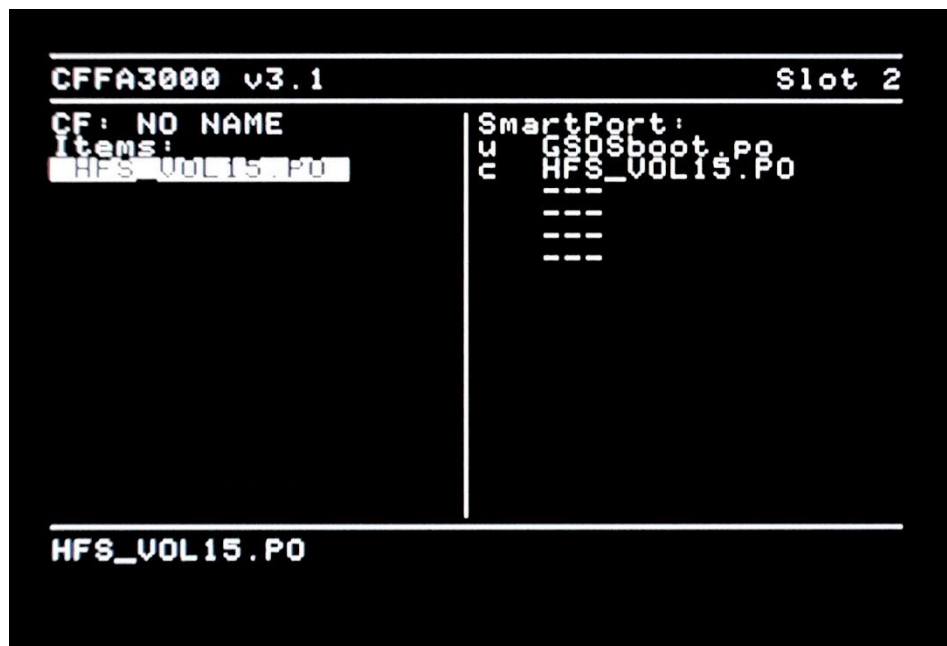 CFFA3000 v3.1 Slot 2
CF: NO NAME
Items:
HFS_VOL15.PO
SmartPort:
u GSOSboot.po
c HFS_VOL15.PO
---
---
---
---
HFS_VOL15.PO